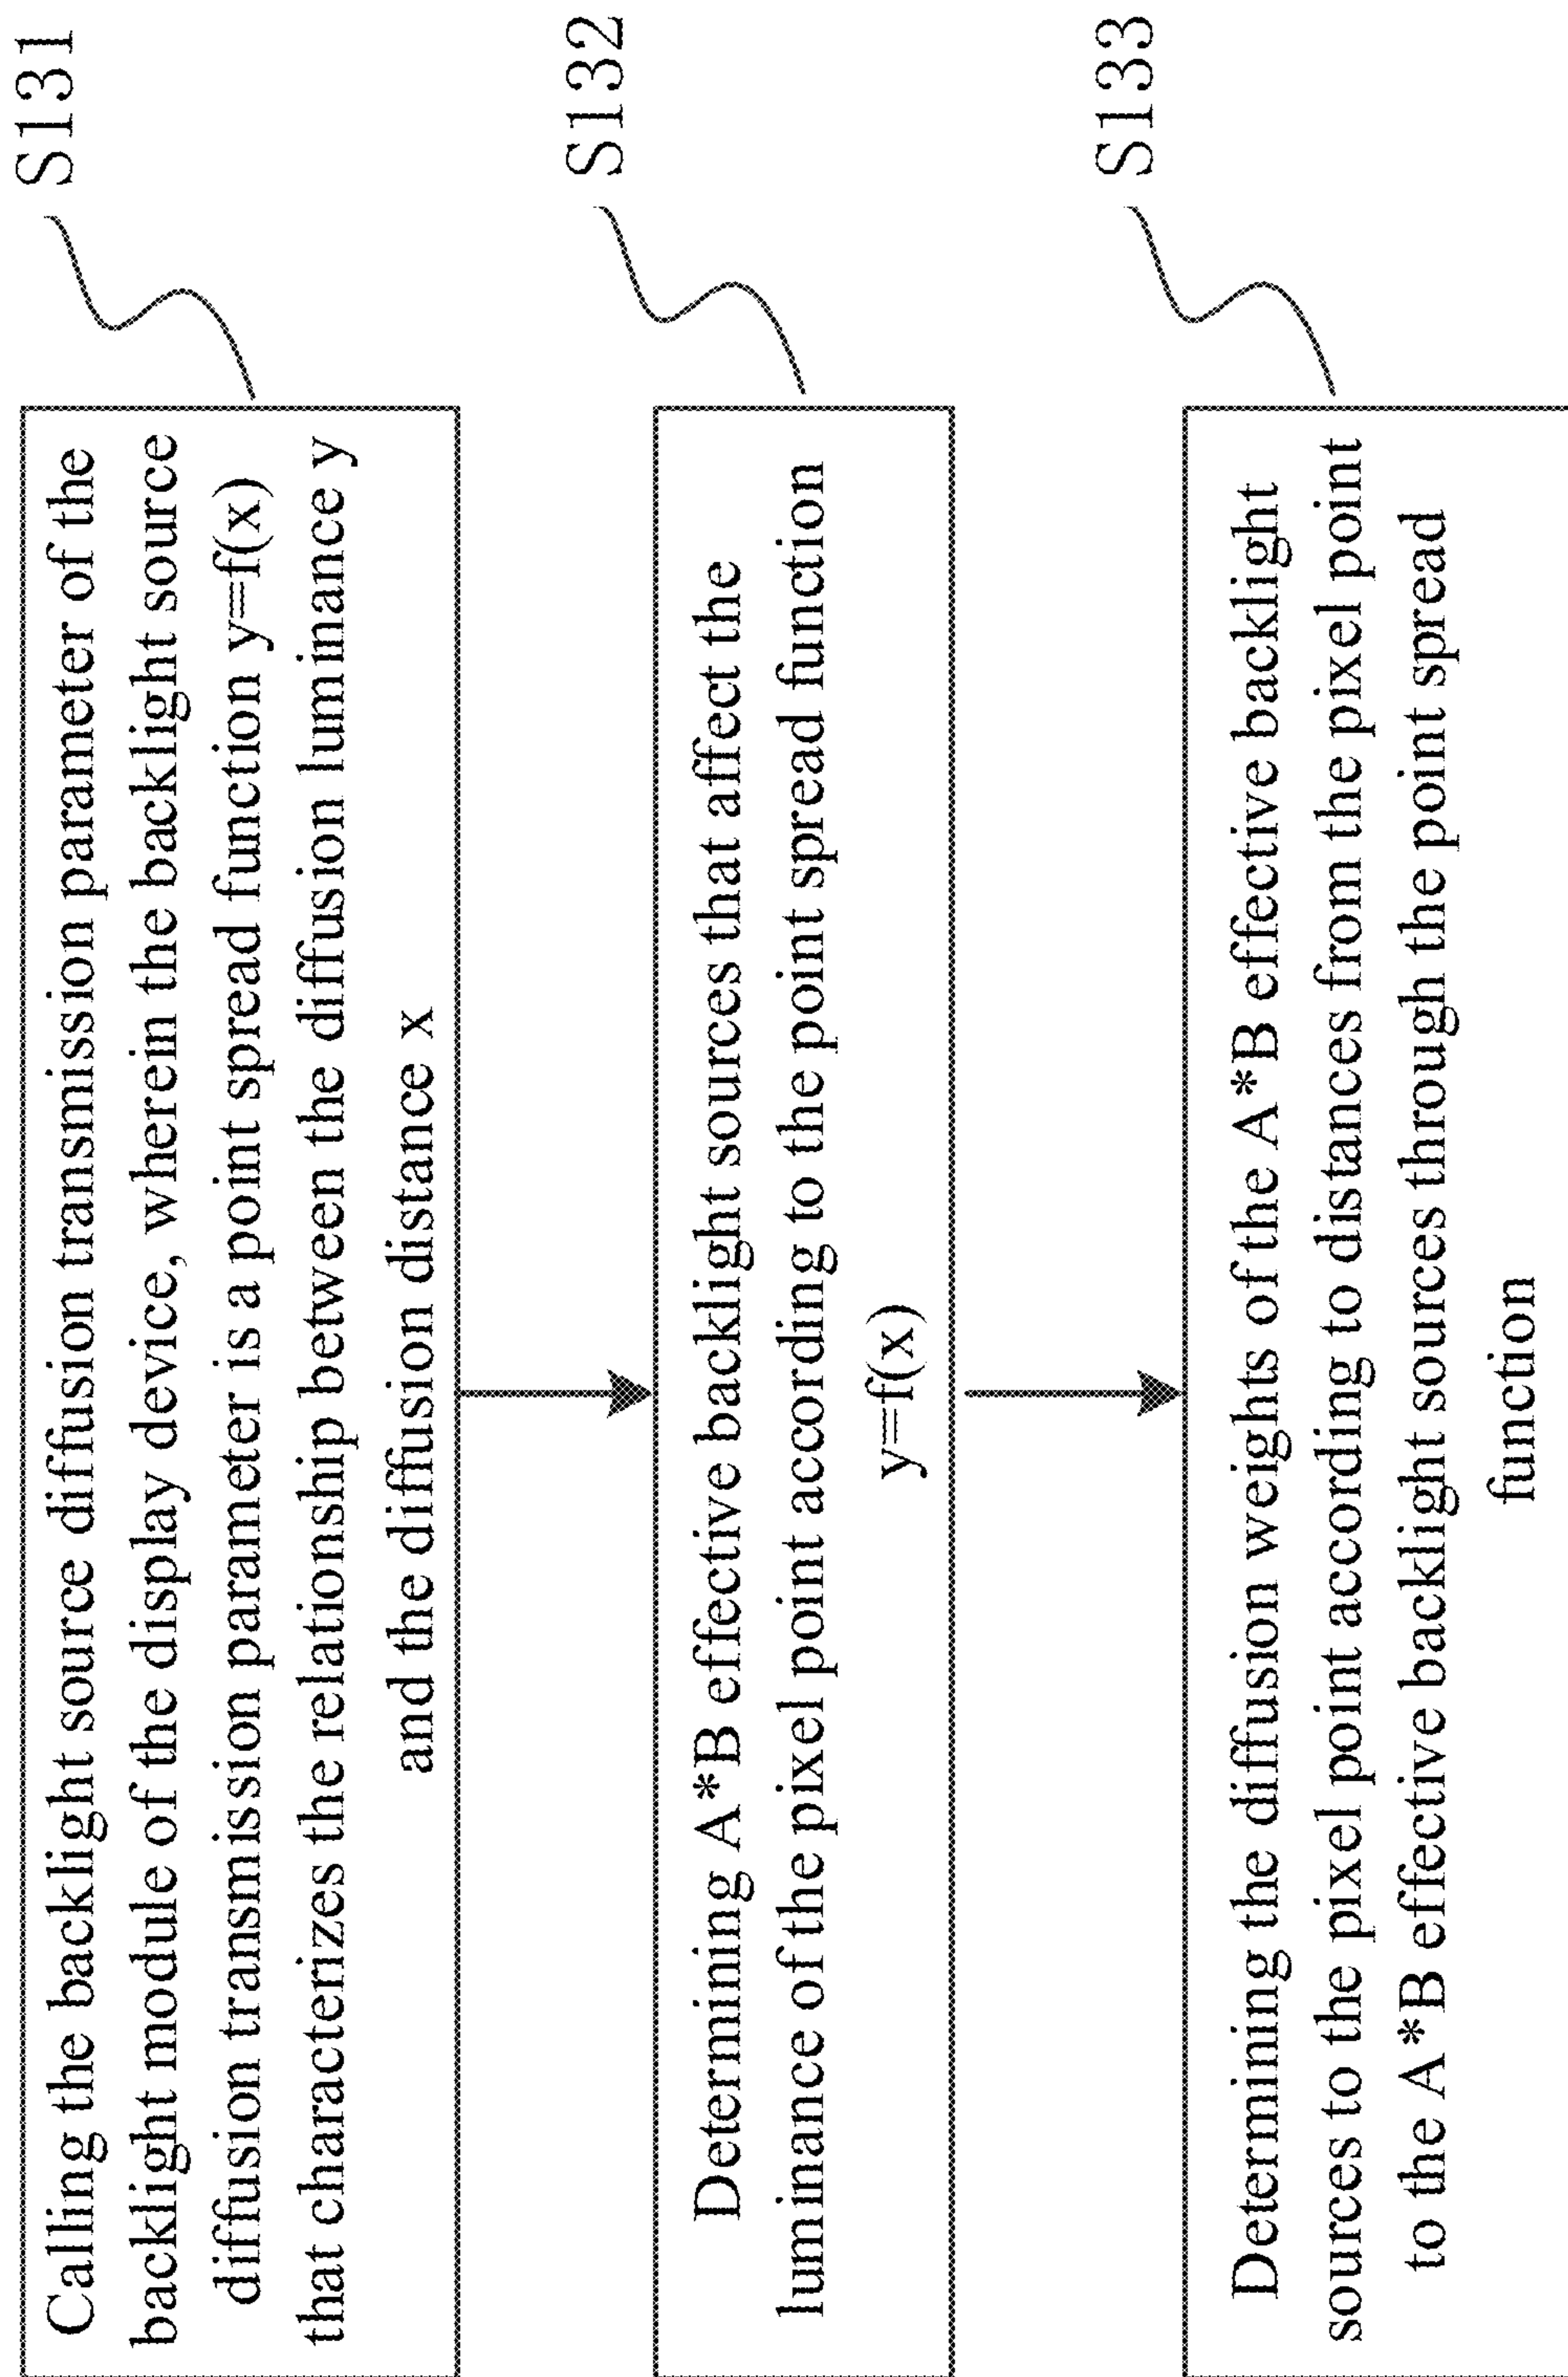 S131
Calling the backlight source diffusion transmission parameter of the
backlight module of the display device, wherein the backlight source
diffusion transmission parameter is a point spread function y=f(x)
that characterizes the relationship between the diffusion luminance y
and the diffusion distance x
S132
Determining A*B effective backlight sources that affect the
luminance of the pixel point according to the point spread function
y=f(x)
S133
Determining the diffusion weights of the A*B effective backlight
sources to the pixel point according to distances from the pixel point
to the A*B effective backlight sources through the point spread
function